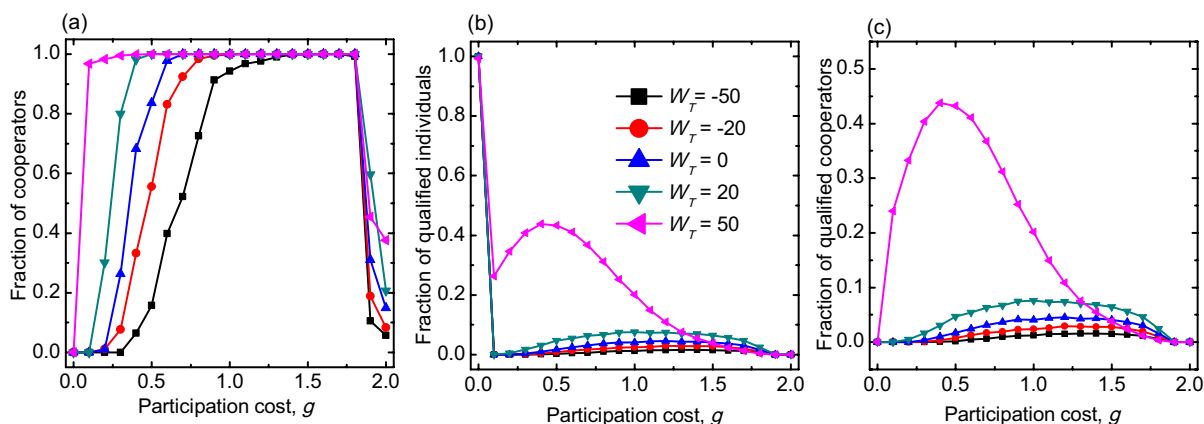 (a)
1.0
0.8
0.6
0.4
0.2
0.0
Fraction of cooperators
0.0 0.5 1.0 1.5 2.0
Participation cost, g
(b)
1.0
0.8
0.6
0.4
0.2
0.0
Fraction of qualified individuals
W_T = -50
W_T = -20
W_T = 0
W_T = 20
W_T = 50
0.0 0.5 1.0 1.5 2.0
Participation cost, g
(c)
0.5
0.4
0.3
0.2
0.1
0.0
Fraction of qualified cooperators
0.0 0.5 1.0 1.5 2.0
Participation cost, g